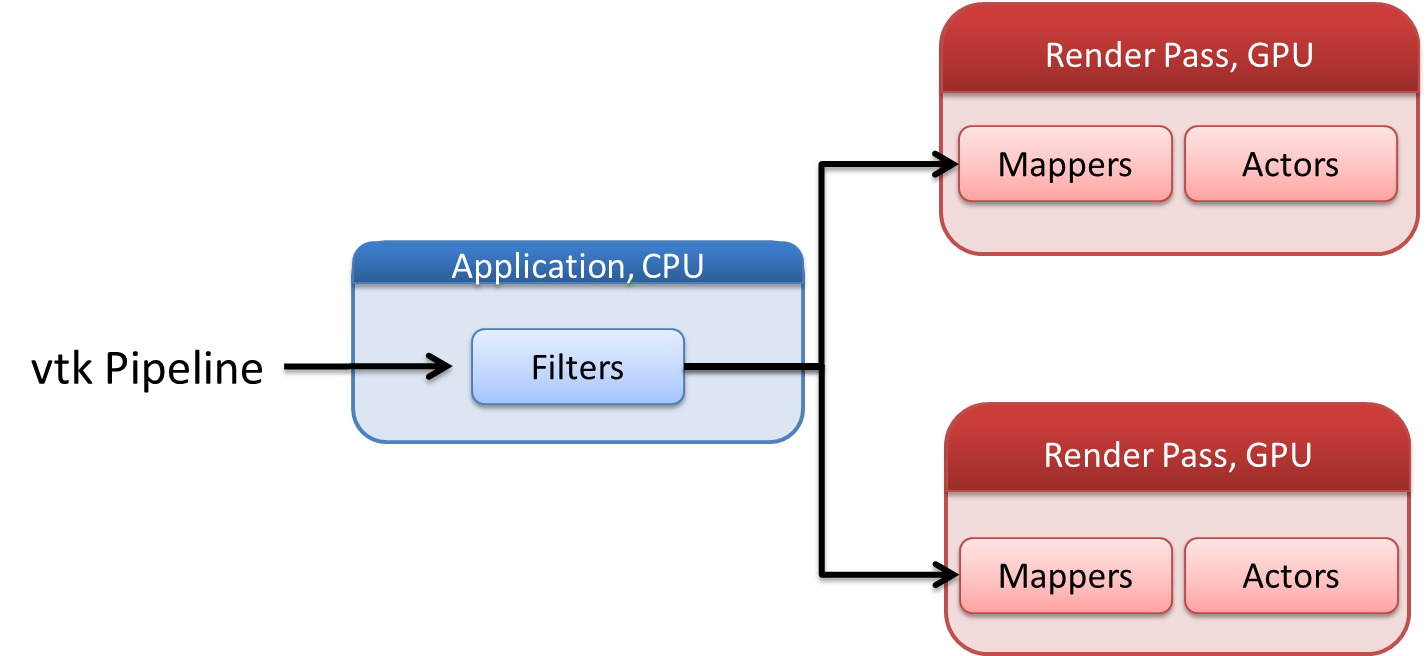 vtk Pipeline
Application, CPU
Filters
Render Pass, GPU
Mappers
Actors
Render Pass, GPU
Mappers
Actors